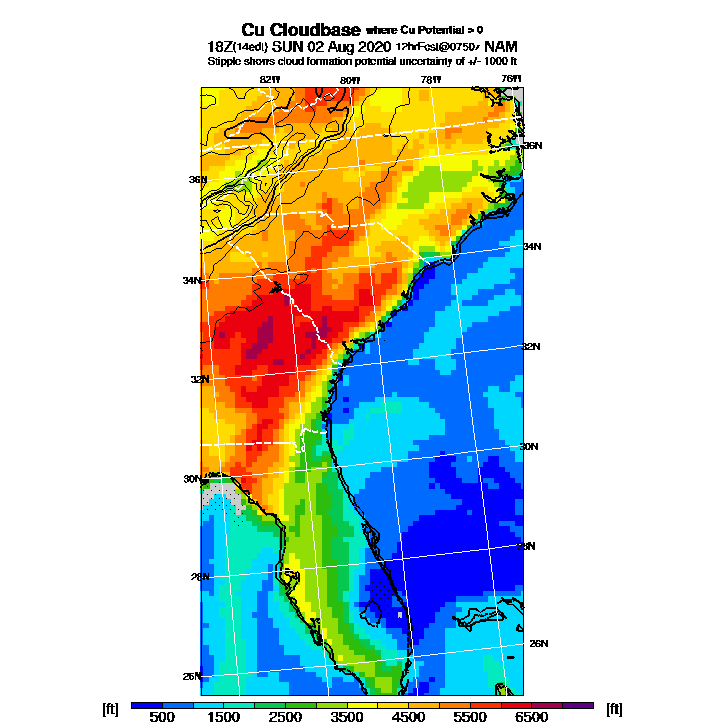 Cu Cloudbase where Cu Potential > 0
18Z(14edt) SUN 02 Aug 2020 12hrFcst@0750z NAM
Stipple shows cloud formation potential uncertainty of +/- 1000 ft
82W 80W 78W 76W
36N
36N
34N
34N
32N
32N
30N
30N
28N
28N
26N
26N
[ft] [ft]
500 1500 2500 3500 4500 5500 6500